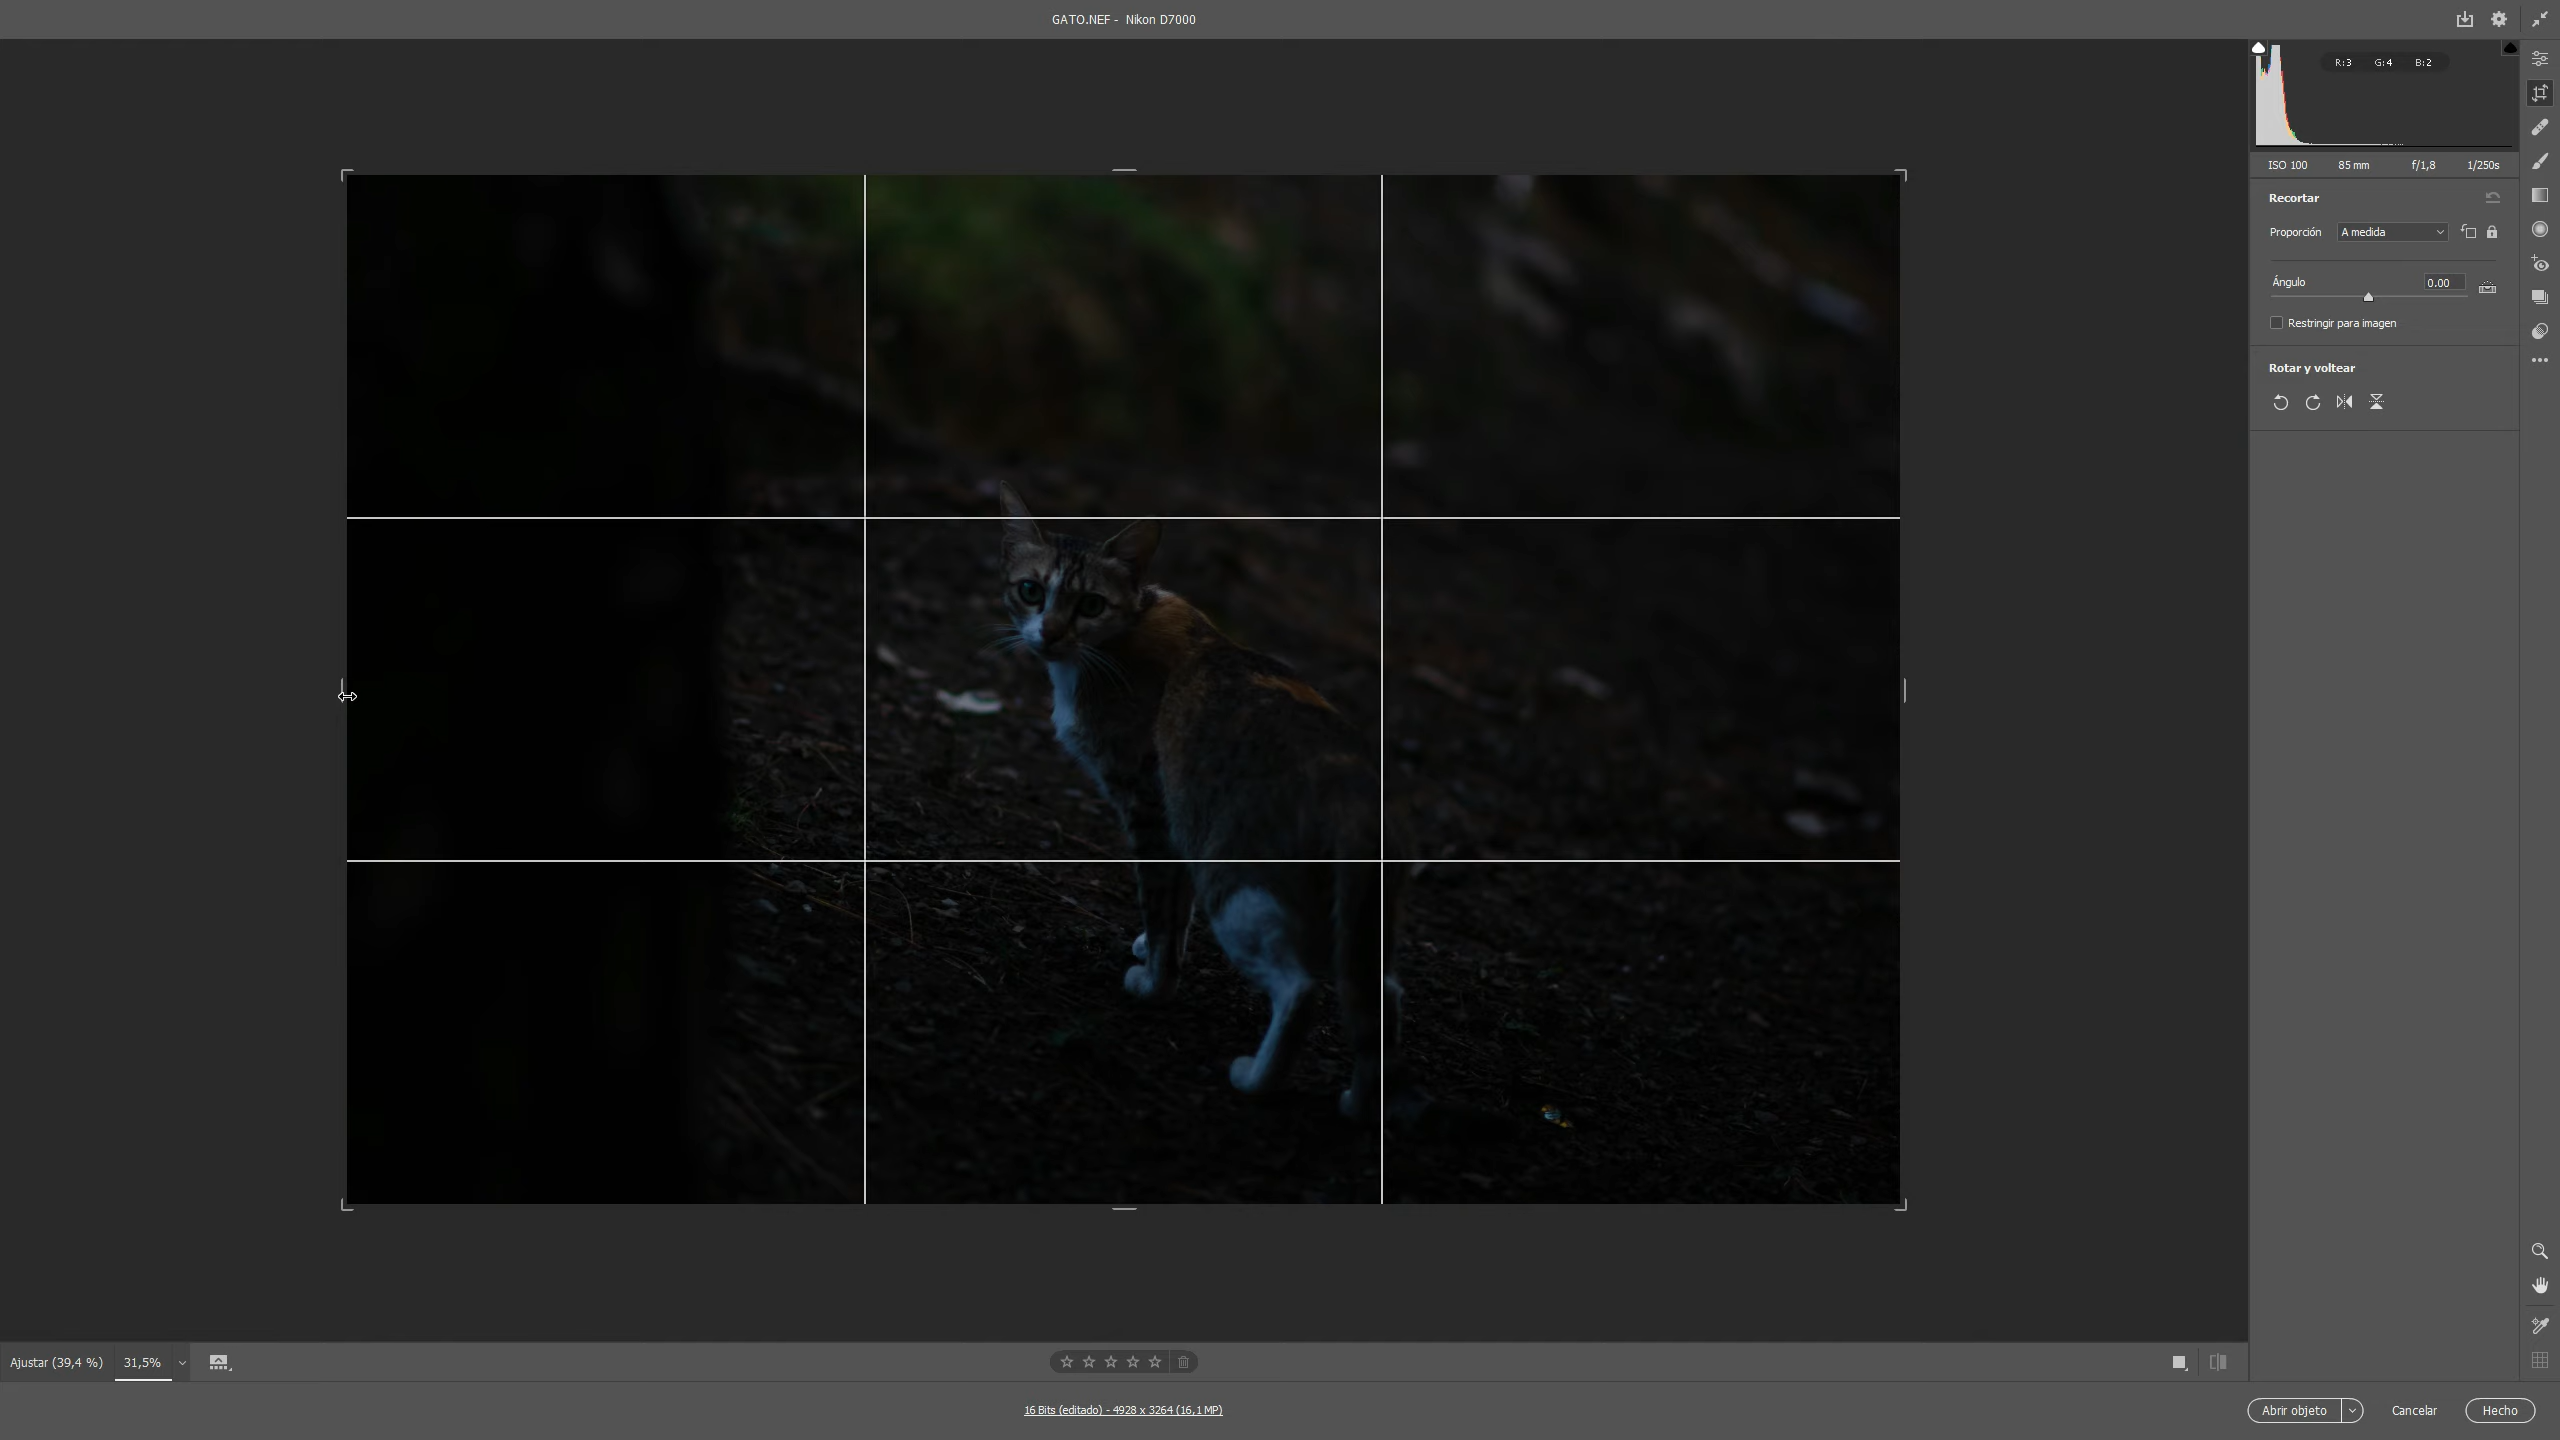 GATO.NEF - Nikon D7000
R:3 G:4 B:2
ISO 100 85 mm f/1,8 1/250s
Recortar
Proporción A medida
Ángulo 0.00
Restringir para imagen
Rotar y voltear
Ajustar (39,4 %) 31,5%
16 Bits (editado) - 4928 x 3264 (16,1 MP)
Abrir objeto Cancelar Hecho